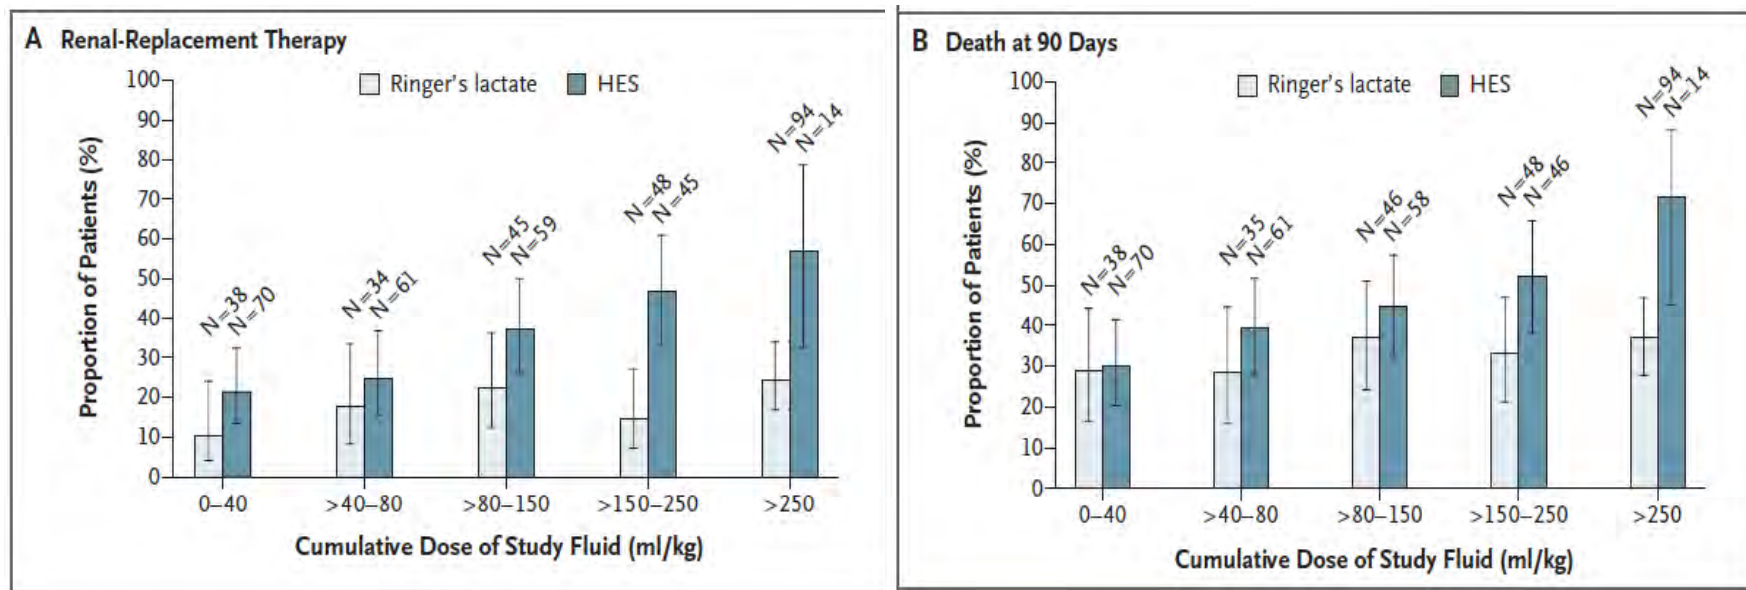 A Renal-Replacement Therapy
Ringer's lactate
HES
Proportion of Patients (%)
100
90
80
70
60
50
40
30
20
10
0
N=38
N=70
N=34
N=61
N=45
N=59
N=48
N=45
N=94
N=14
0–40
>40–80
>80–150
>150–250
>250
Cumulative Dose of Study Fluid (ml/kg)
B Death at 90 Days
Ringer's lactate
HES
Proportion of Patients (%)
100
90
80
70
60
50
40
30
20
10
0
N=38
N=70
N=35
N=61
N=46
N=58
N=48
N=46
N=94
N=14
0–40
>40–80
>80–150
>150–250
>250
Cumulative Dose of Study Fluid (ml/kg)